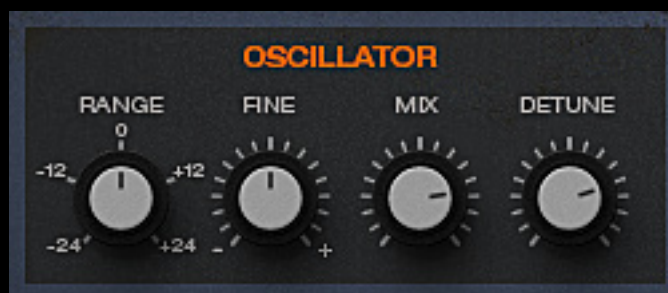 OSCILLATOR
RANGE FINE MIX DETUNE
0
-12 +12
-24 +24 - +